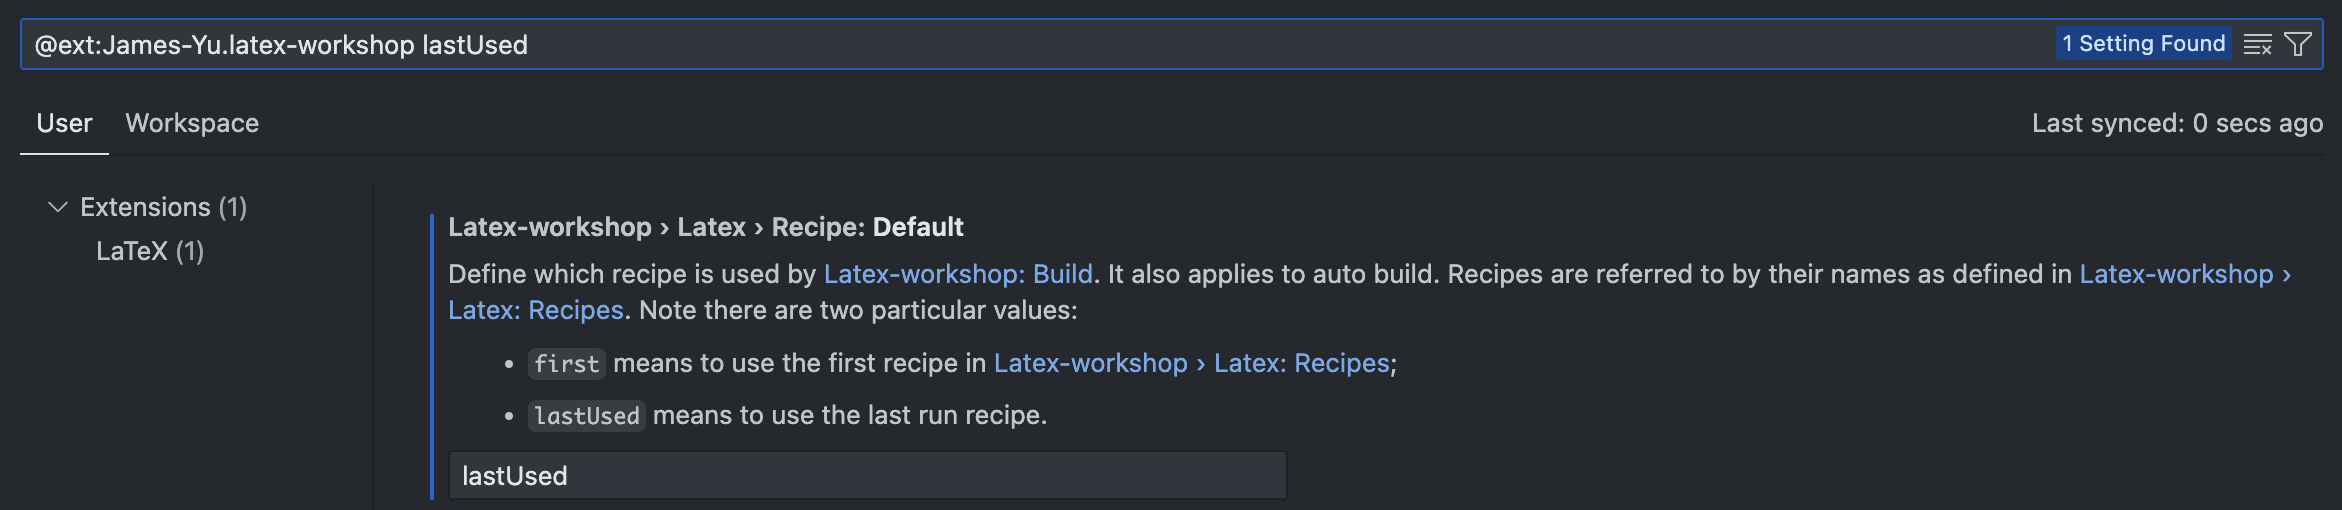 @ext:James-Yu.latex-workshop lastUsed
1 Setting Found
User Workspace
Last synced: 0 secs ago
Extensions (1)
LaTeX (1)
Latex-workshop › Latex › Recipe: Default
Define which recipe is used by Latex-workshop: Build. It also applies to auto build. Recipes are referred to by their names as defined in Latex-workshop ›
Latex: Recipes. Note there are two particular values:
• first means to use the first recipe in Latex-workshop › Latex: Recipes;
• lastUsed means to use the last run recipe.
lastUsed